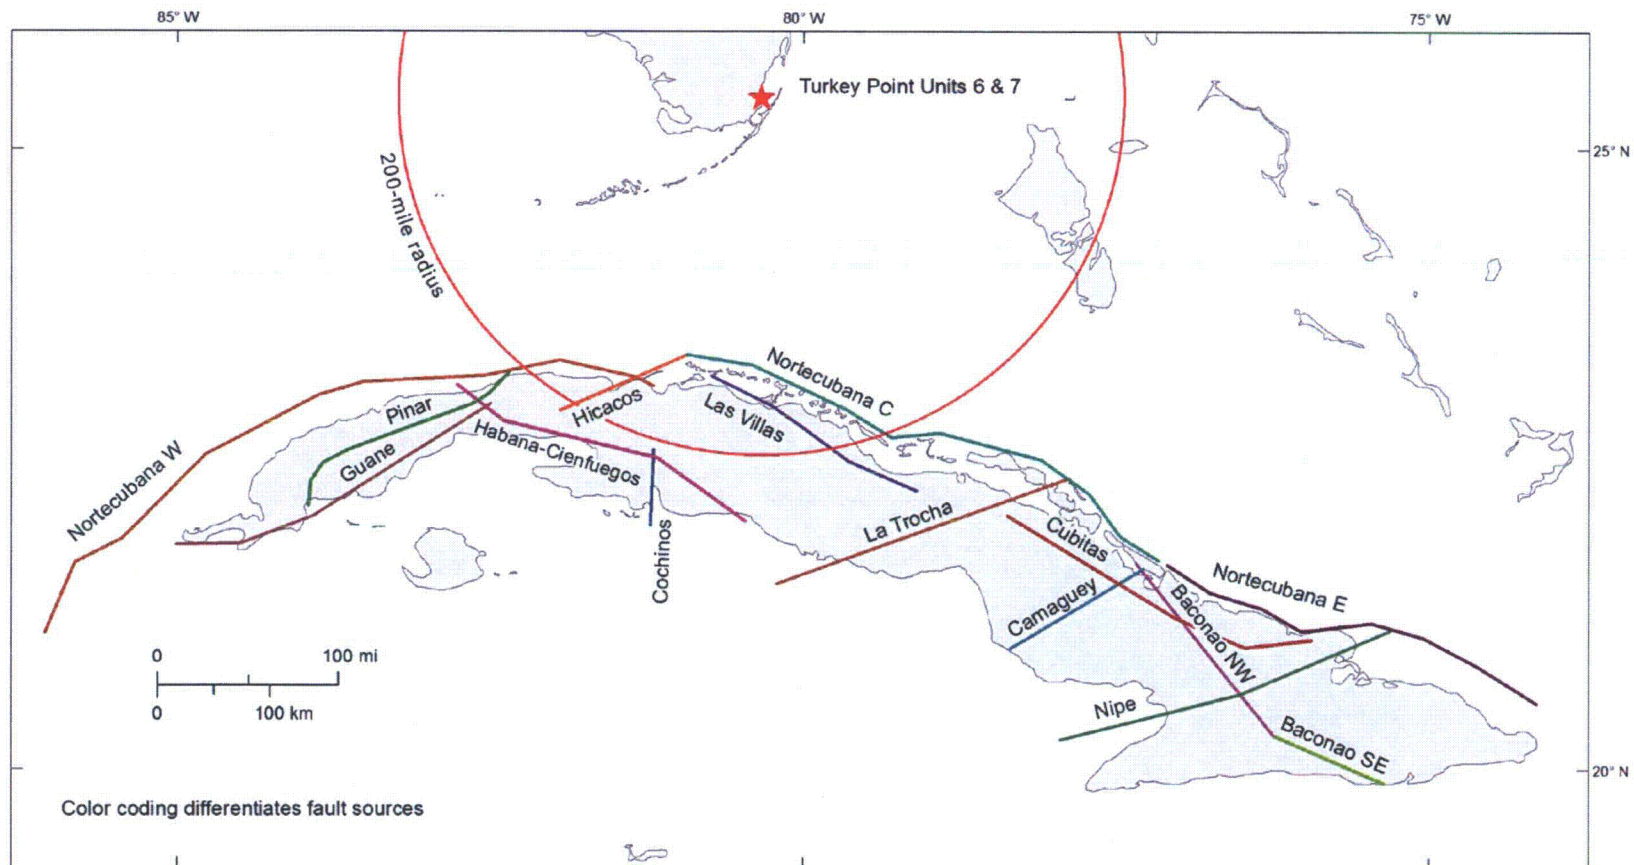 85° W
80° W
75° W
Turkey Point Units 6 & 7
25° N
200-mile radius
Nortecubana C
Hicacos
Las Villas
Pinar
Guane
Habana-Cienfuegos
Nortecubana W
La Trocha
Cubitas
Cochinos
Nortecubana E
Camaguey
Baconao NW
0 100 mi
0 100 km
Nipe
Baconao SE
20° N
Color coding differentiates fault sources